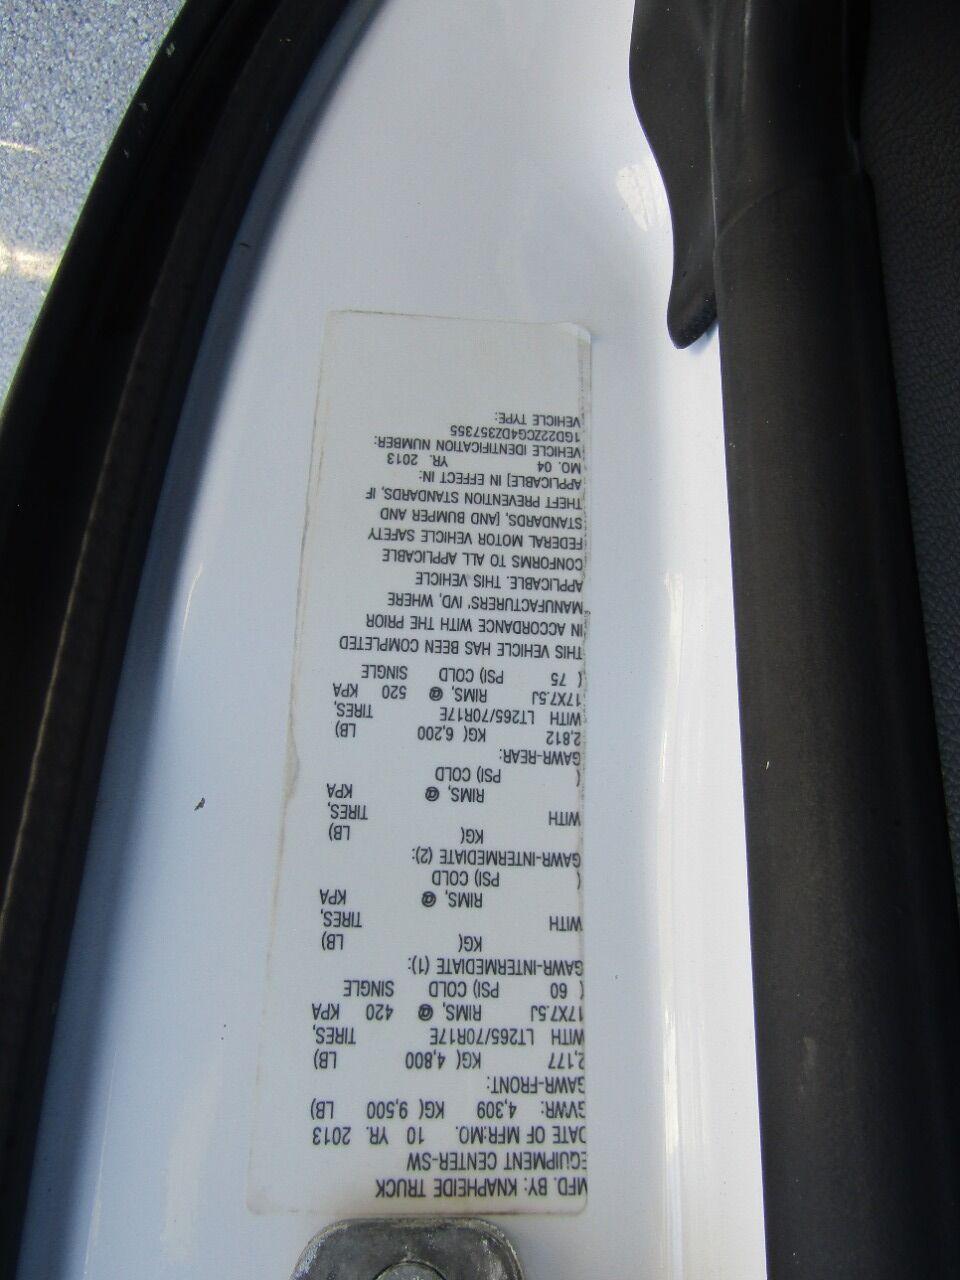 MFD. BY: KNAPHEIDE TRUCK
EQUIPMENT CENTER-SW
DATE OF MFR:MO. 10 YR. 2013
GVWR: 4,309 KG( 9,500 LB)
GAWR-FRONT:
2,177 KG( 4,800 LB)
WITH LT265/70R17E TIRES,
17X7.5J RIMS, @ 420 KPA
( 60 PSI) COLD SINGLE
GAWR-INTERMEDIATE (1):
KG( LB)
WITH TIRES,
RIMS, @ KPA
( PSI) COLD
GAWR-INTERMEDIATE (2):
KG( LB)
WITH TIRES,
RIMS, @ KPA
( PSI) COLD
GAWR-REAR:
2,812 KG( 6,200 LB)
WITH LT265/70R17E TIRES,
17X7.5J RIMS, @ 520 KPA
( 75 PSI) COLD SINGLE
THIS VEHICLE HAS BEEN COMPLETED
IN ACCORDANCE WITH THE PRIOR
MANUFACTURERS' IVD, WHERE
APPLICABLE. THIS VEHICLE
CONFORMS TO ALL APPLICABLE
FEDERAL MOTOR VEHICLE SAFETY
STANDARDS, [AND BUMPER AND
THEFT PREVENTION STANDARDS, IF
APPLICABLE] IN EFFECT IN:
MO. 04 YR. 2013
VEHICLE IDENTIFICATION NUMBER:
1GD22ZCG4DZ357355
VEHICLE TYPE: